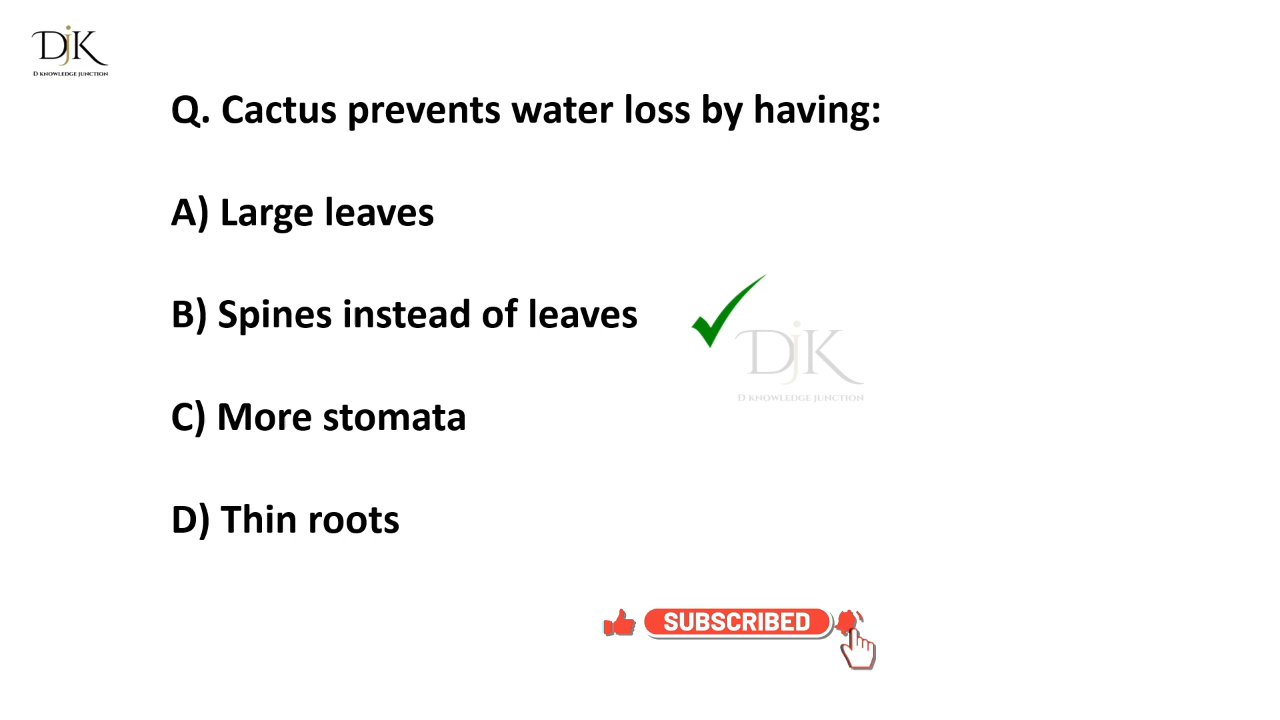 DjK
D KNOWLEDGE JUNCTION
Q. Cactus prevents water loss by having:
A) Large leaves
B) Spines instead of leaves
DjK
D KNOWLEDGE JUNCTION
C) More stomata
D) Thin roots
SUBSCRIBED